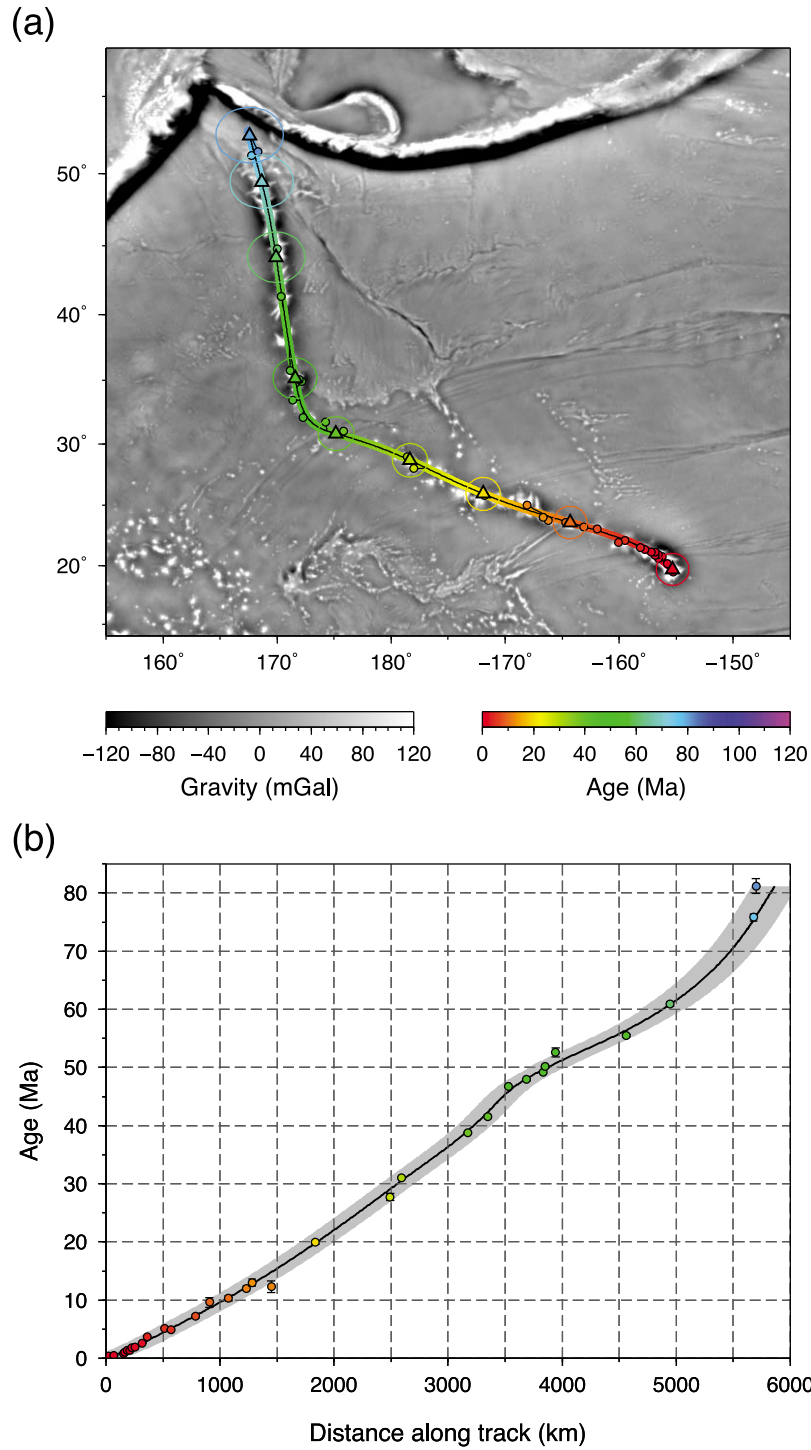 (a)
50°
40°
30°
20°
160° 170° 180° −170° −160° −150°
−120 −80 −40 0 40 80 120
Gravity (mGal)
0 20 40 60 80 100 120
Age (Ma)
(b)
80
70
60
50
40
30
20
10
0
Age (Ma)
0 1000 2000 3000 4000 5000 6000
Distance along track (km)